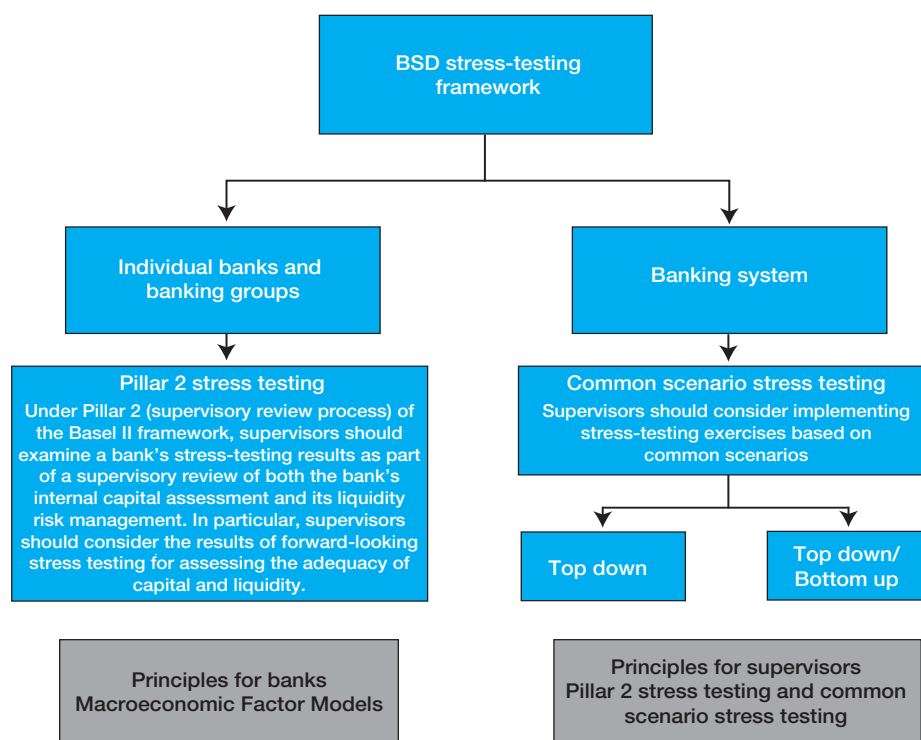 BSD stress-testing
framework
Individual banks and
banking groups
Banking system
Pillar 2 stress testing
Under Pillar 2 (supervisory review process) of
the Basel II framework, supervisors should
examine a bank’s stress-testing results as part
of a supervisory review of both the bank’s
internal capital assessment and its liquidity
risk management. In particular, supervisors
should consider the results of forward-looking
stress testing for assessing the adequacy of
capital and liquidity.
Common scenario stress testing
Supervisors should consider implementing
stress-testing exercises based on
common scenarios
Top down
Top down/
Bottom up
Principles for banks
Macroeconomic Factor Models
Principles for supervisors
Pillar 2 stress testing and common
scenario stress testing